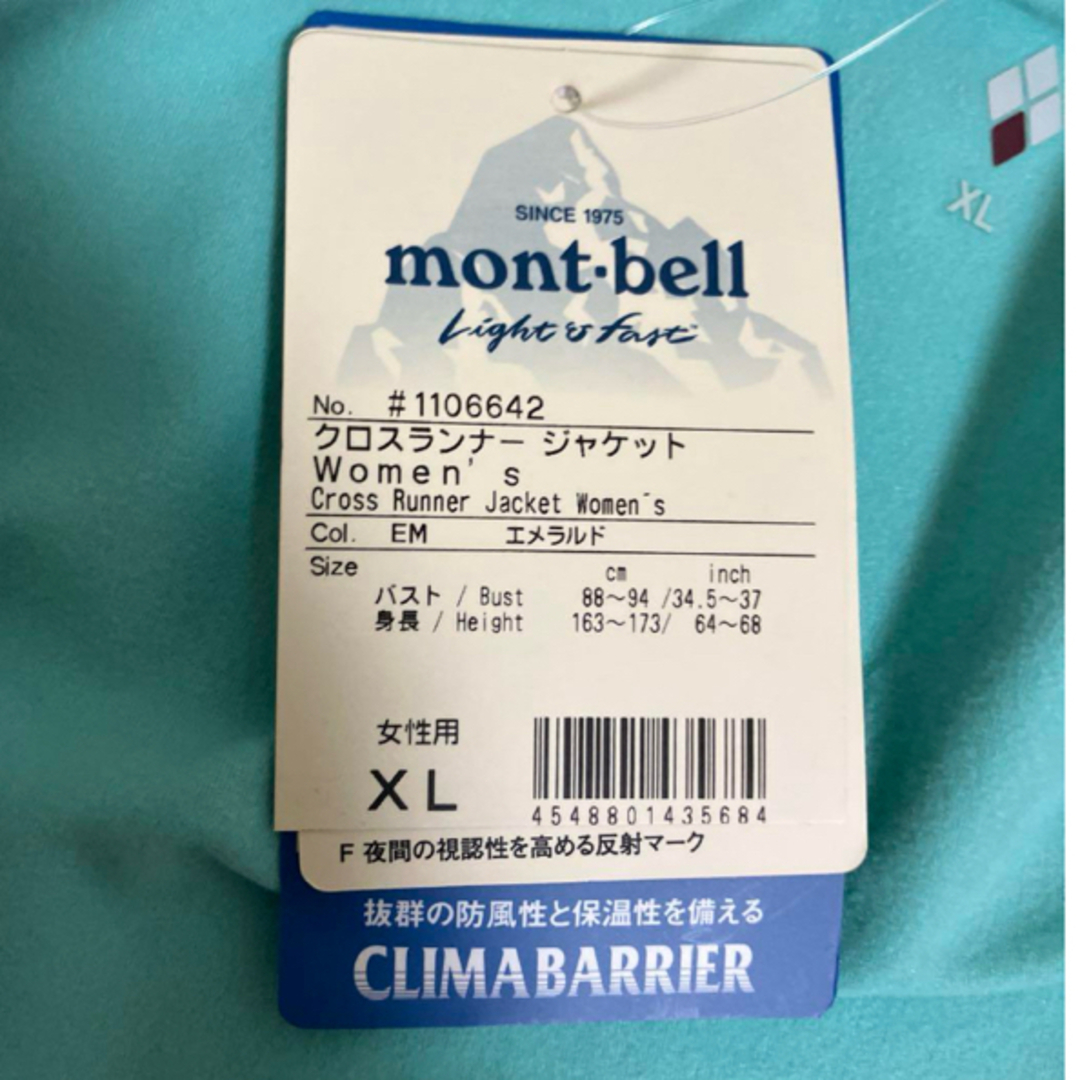 SINCE 1975
mont-bell
Light & Fast™
No. #1106642
クロスランナー ジャケット
Women's
Cross Runner Jacket Women´s
Col. EM エメラルド
Size cm inch
バスト / Bust 88～94 /34.5～37
身長 / Height 163～173/ 64～68
女性用
XL
4548801435684
F 夜間の視認性を高める反射マーク
抜群の防風性と保温性を備える
CLIMABARRIER
XL